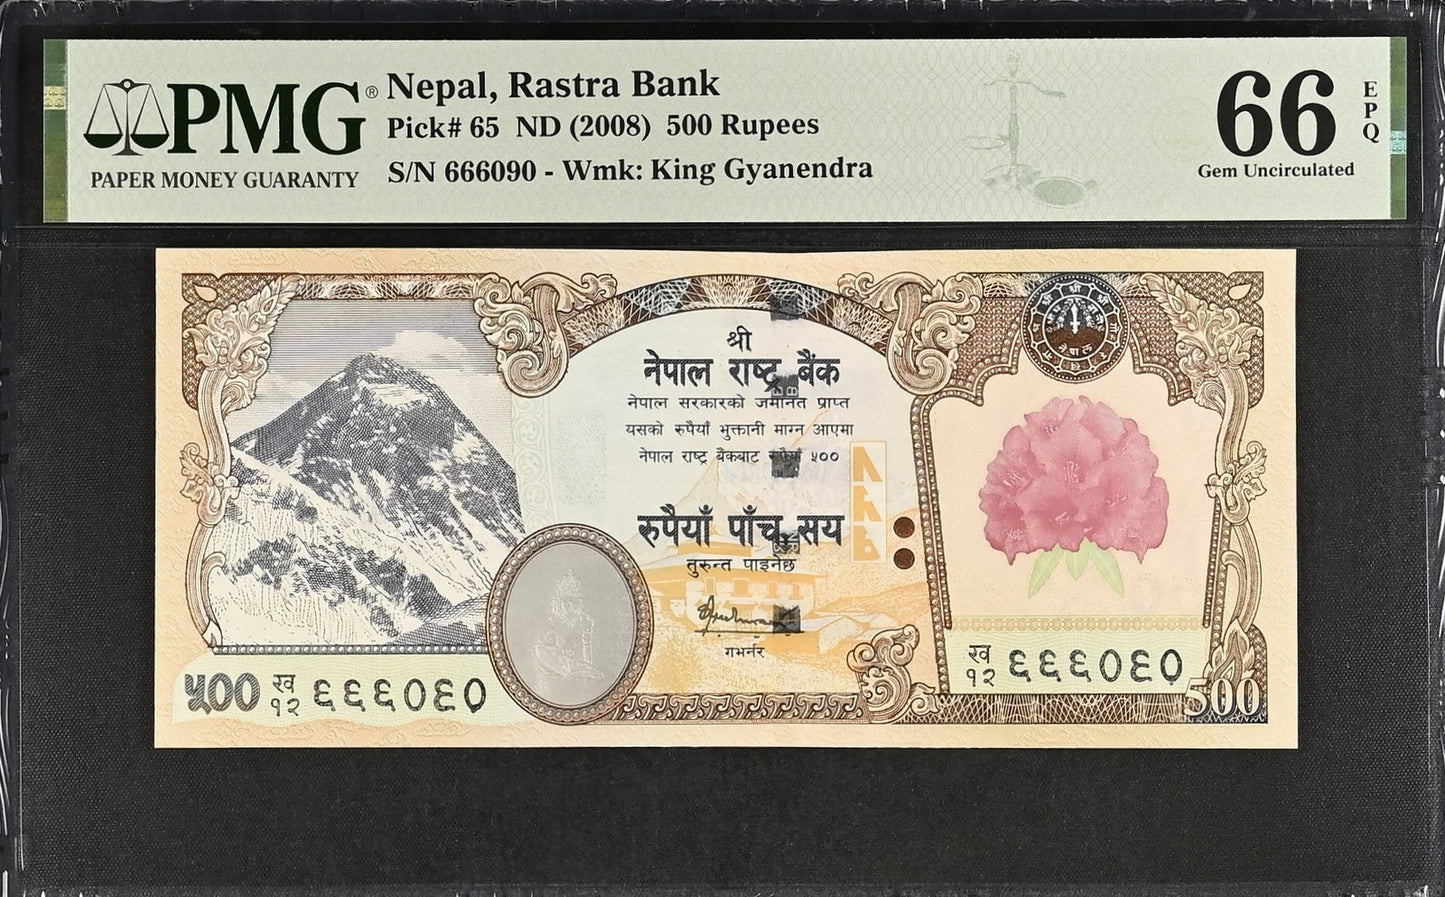 PMG®
PAPER MONEY GUARANTY
Nepal, Rastra Bank
Pick# 65 ND (2008) 500 Rupees
S/N 666090 - Wmk: King Gyanendra
66
EPQ
Gem Uncirculated
श्री
नेपाल राष्ट्र बैंक
नेपाल सरकारको जमानत प्राप्त
यसको रुपैयाँ भुक्तानी माग्न आएमा
नेपाल राष्ट्र बैंकबाट रुपैयाँ ५००
रुपैयाँ पाँच सय
तुरुन्त पाइनेछ
गभर्नर
५०० ख १२ ६६६०९०
ख १२ ६६६०९०
500